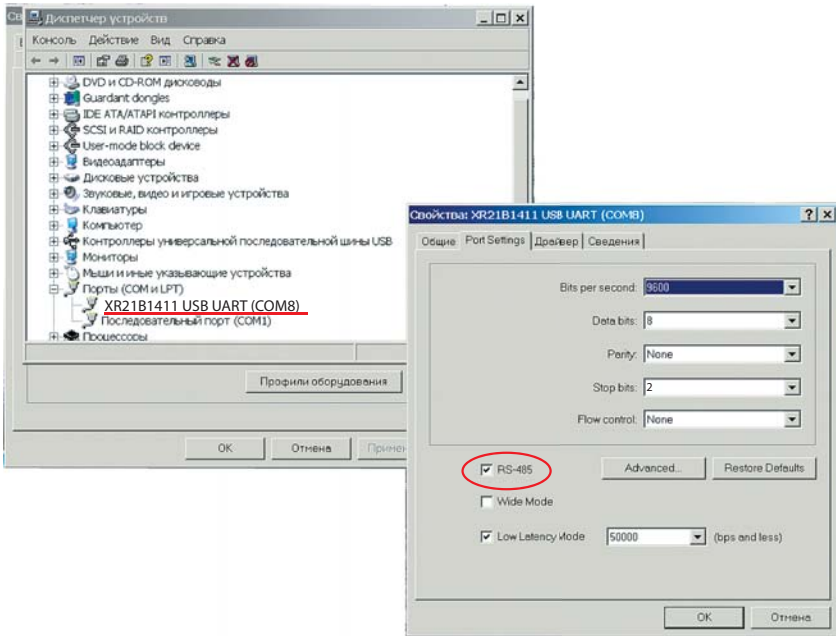 Св
Диспетчер устройств
Консоль Действие Вид Справка
DVD и CD-ROM дисководы
Guardant dongles
IDE ATA/ATAPI контроллеры
SCSI и RAID контроллеры
User-mode block device
Видеоадаптеры
Дисковые устройства
Звуковые, видео и игровые устройства
Клавиатуры
Компьютер
Контроллеры универсальной последовательной шины USB
Мониторы
Мыши и иные указывающие устройства
Порты (COM и LPT)
XR21B1411 USB UART (COM8)
Последовательный порт (COM1)
Процессоры
Профили оборудования
OK Отмена Примен
Свойства: XR21B1411 USB UART (COM8)
Общие Port Settings Драйвер Сведения
Bits per second: 9600
Data bits: 8
Parity: None
Stop bits: 2
Flow control: None
RS-485 Advanced... Restore Defaults
Wide Mode
Low Latency Mode 50000 (bps and less)
OK Отмена